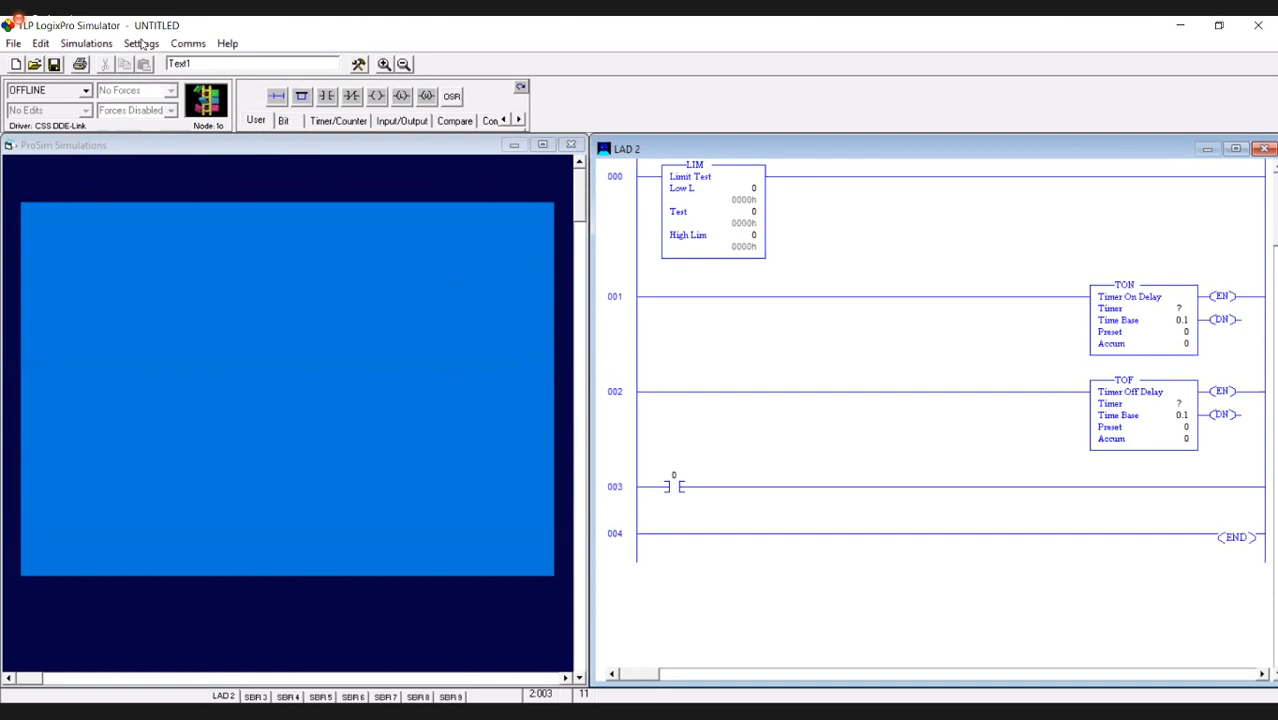 TLP LogixPro Simulator - UNTITLED
File Edit Simulations Settings Comms Help
Text1
OFFLINE No Forces
No Edits Forces Disabled
Driver: CSS DDE-Link Node: 1o
OSR
User Bit Timer/Counter Input/Output Compare Con
ProSim Simulations
LAD 2
000
LIM
Limit Test
Low L 0
0000h
Test 0
0000h
High Lim 0
0000h
001
TON
Timer On Delay (EN)
Timer ?
Time Base 0.1 (DN)
Preset 0
Accum 0
002
TOF
Timer Off Delay (EN)
Timer ?
Time Base 0.1 (DN)
Preset 0
Accum 0
0
003
004 (END)
LAD 2 SBR 3 SBR 4 SBR 5 SBR 6 SBR 7 SBR 8 SBR 9 2:003 11